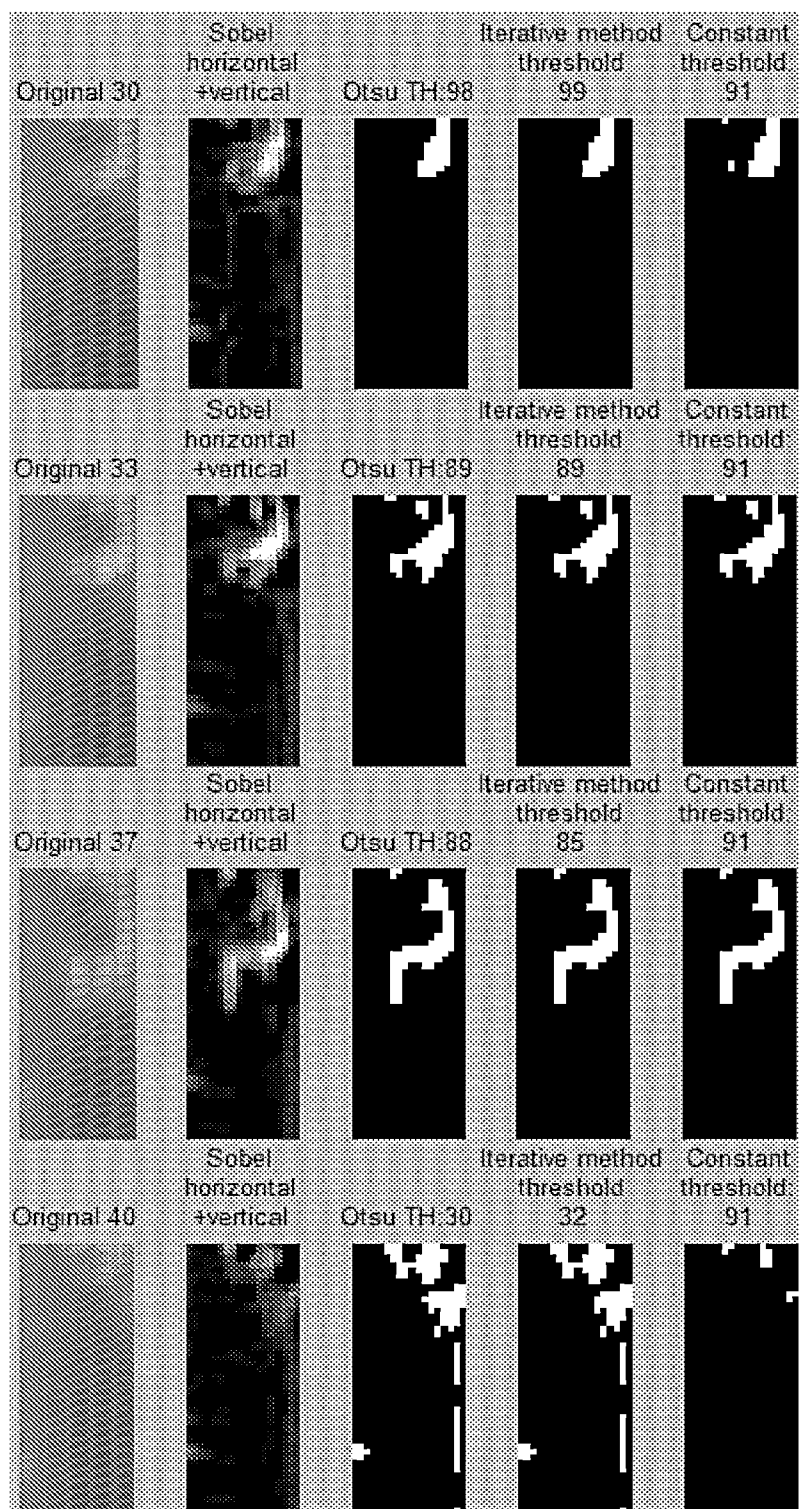 Sobel
horizontal
+vertical
Iterative method
threshold
99
Constant
threshold:
91
Original 30
Otsu TH:98
Sobel
horizontal
+vertical
Iterative method
threshold
89
Constant
threshold:
91
Original 33
Otsu TH:89
Sobel
horizontal
+vertical
Iterative method
threshold
85
Constant
threshold:
91
Original 37
Otsu TH:88
Sobel
horizontal
+vertical
Iterative method
threshold
32
Constant
threshold:
91
Original 40
Otsu TH:30